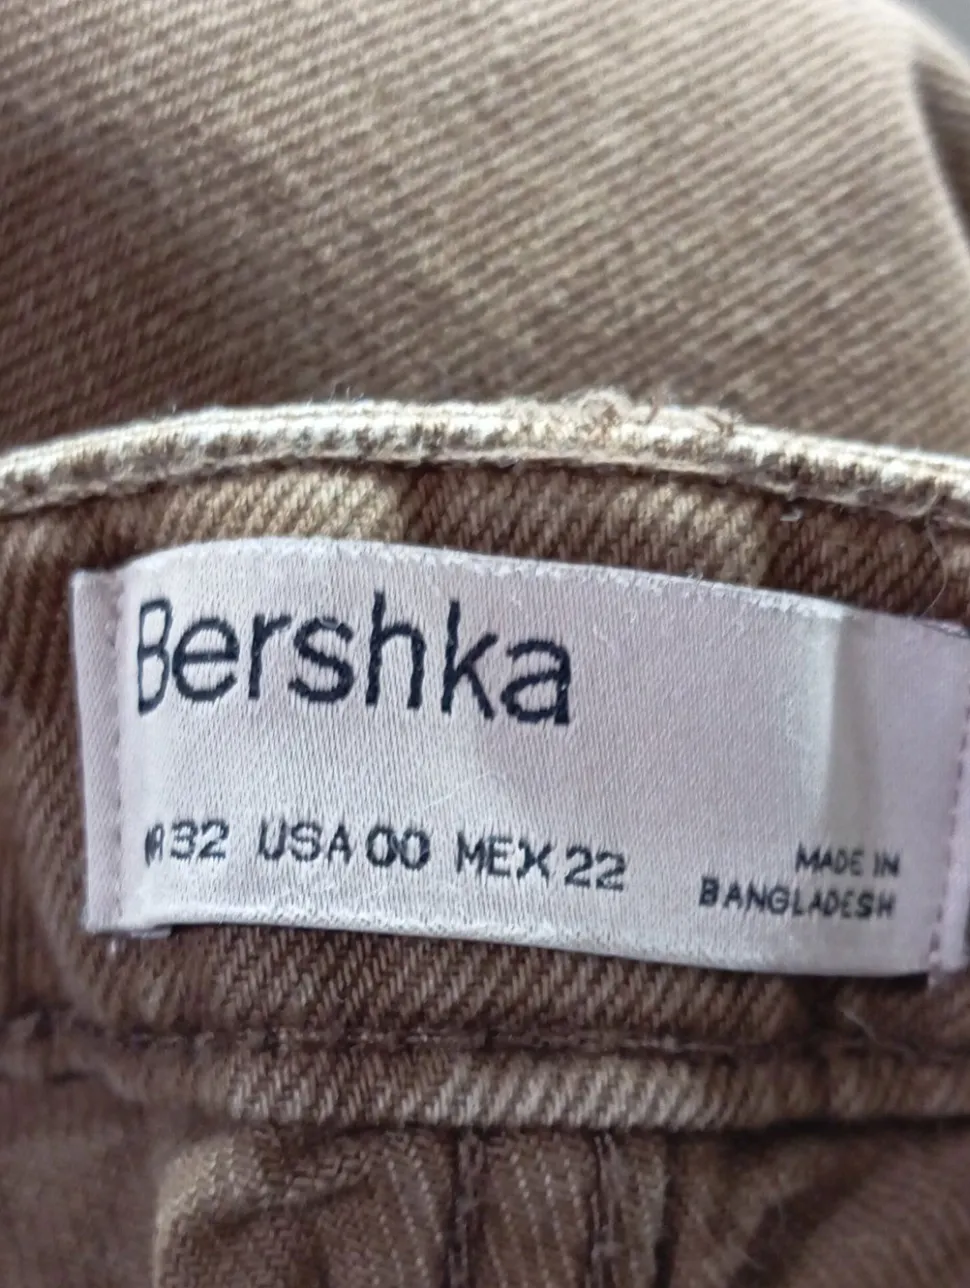 Bershka
32 USA 00 MEX 22
MADE IN
BANGLADESH